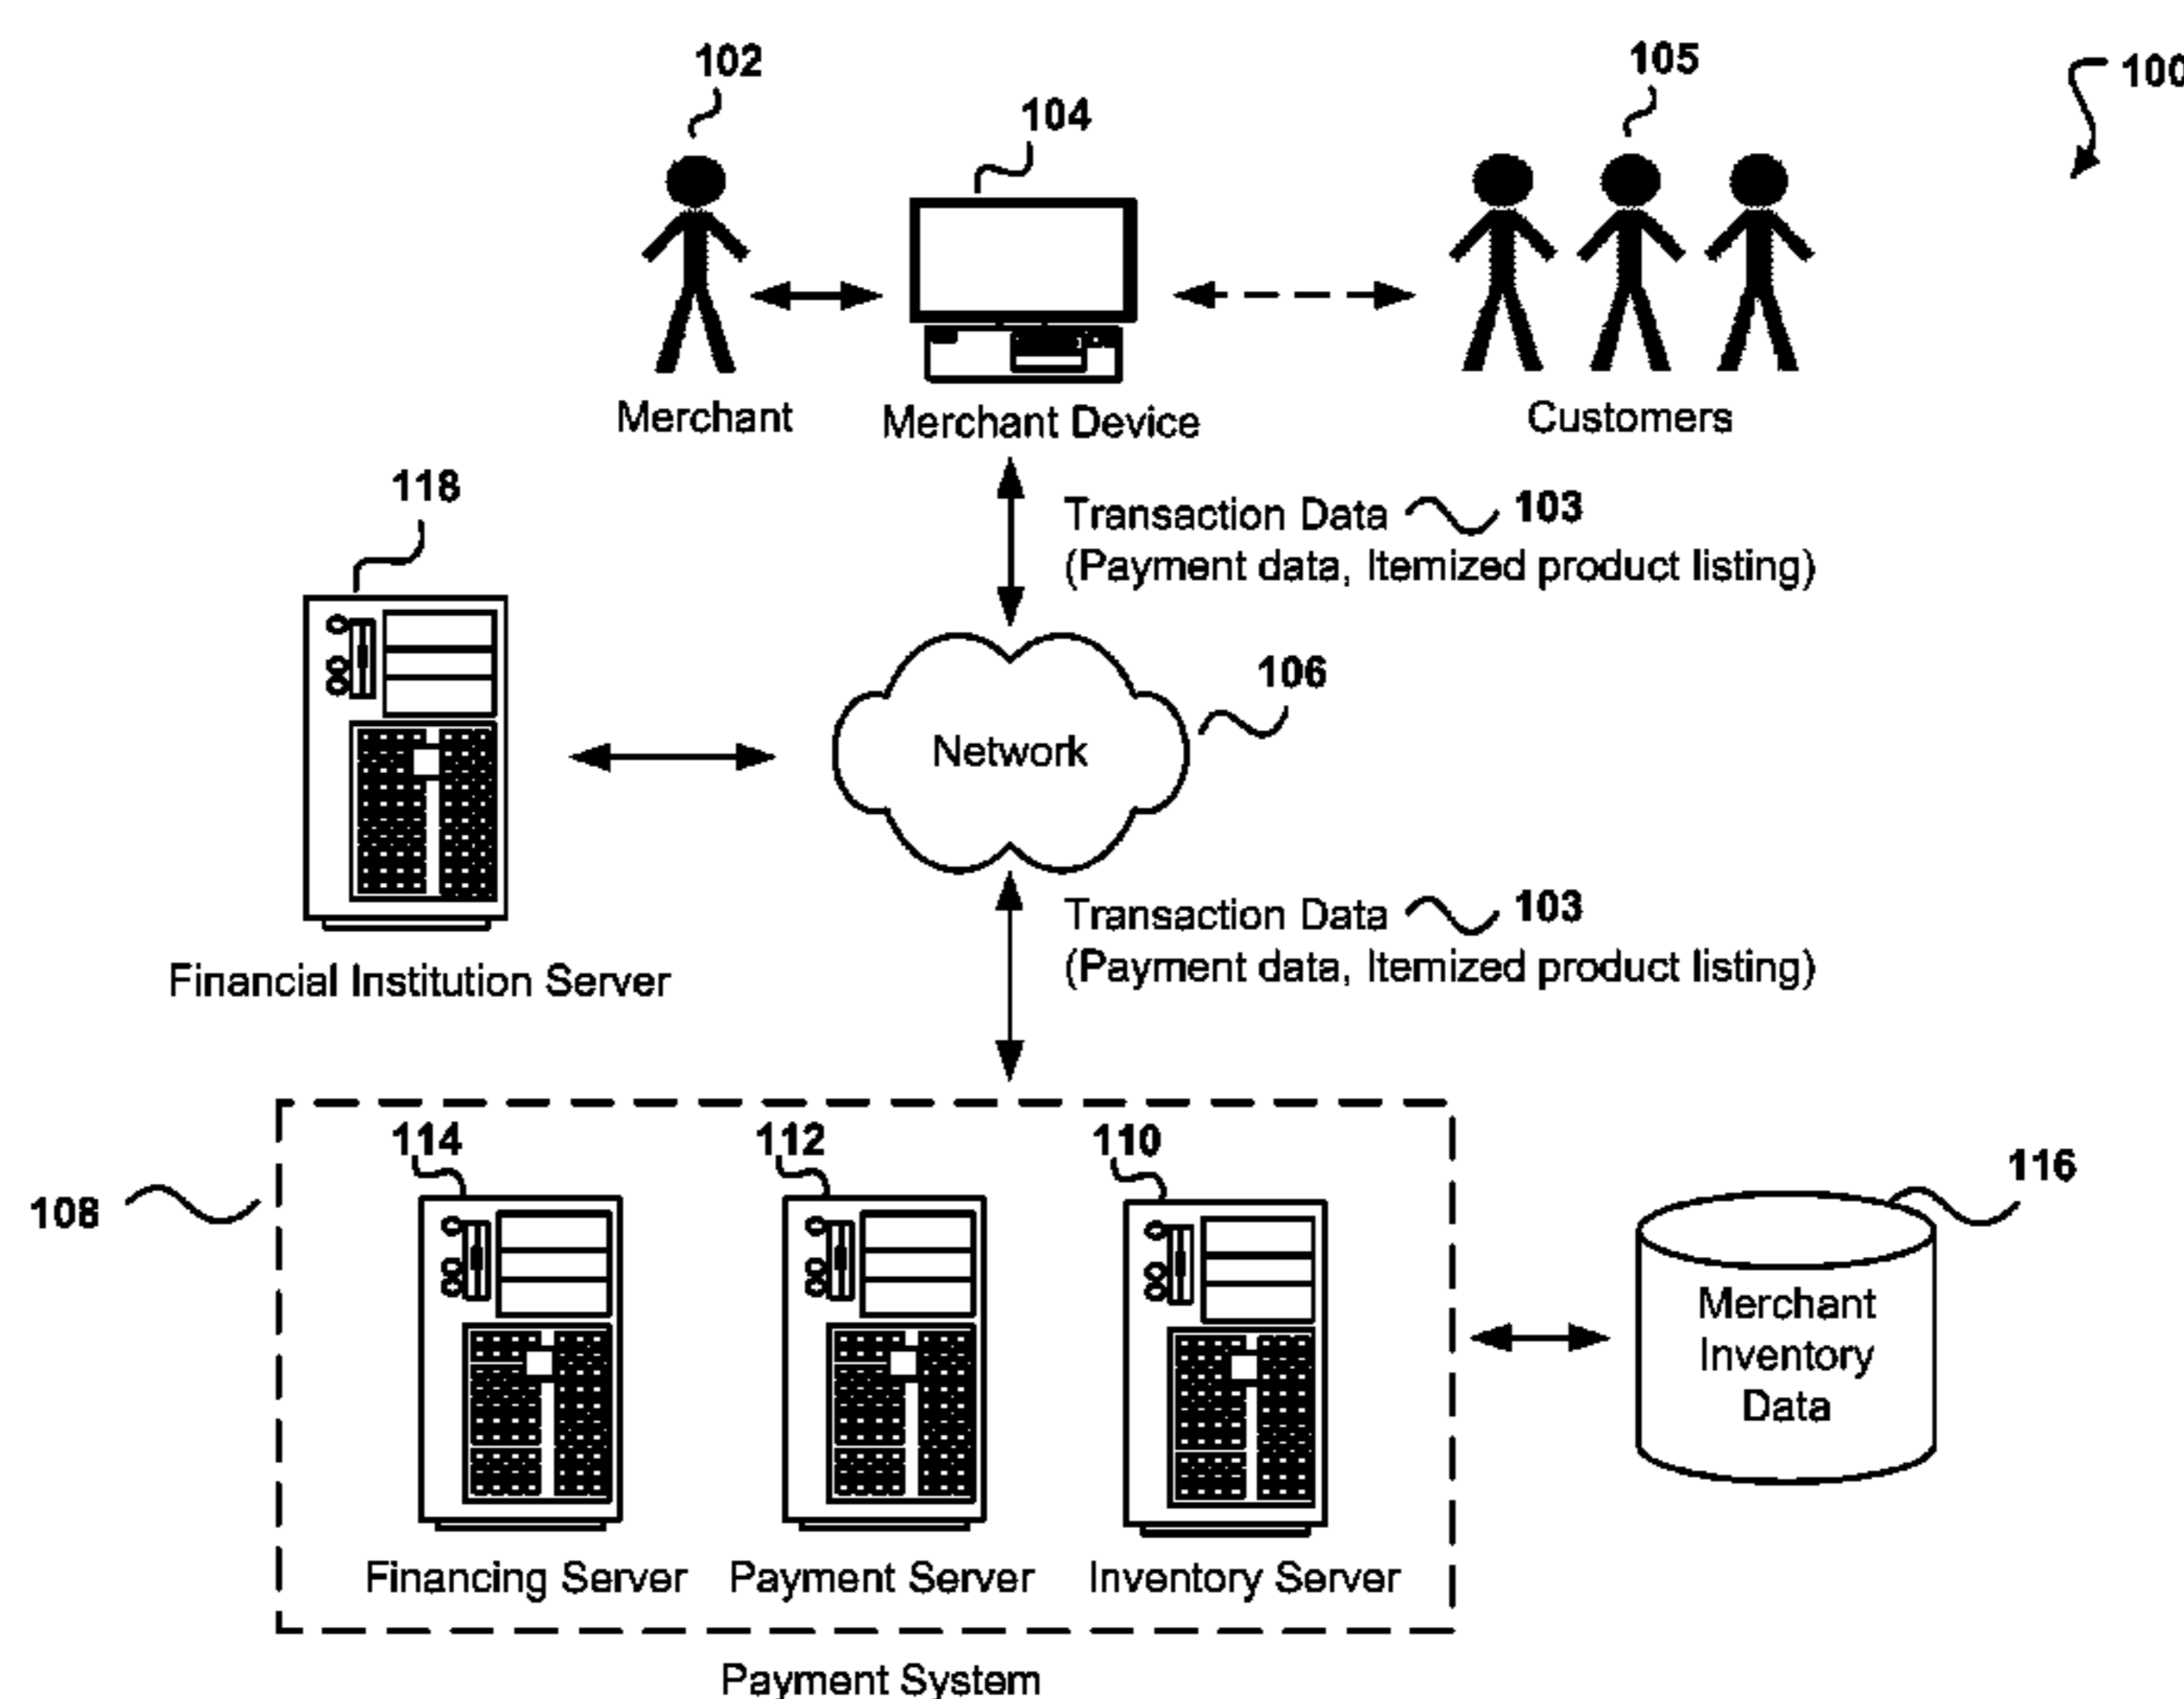 102
105
100
104
Merchant
Merchant Device
Customers
118
Transaction Data 103
(Payment data, Itemized product listing)
106
Network
Transaction Data 103
(Payment data, Itemized product listing)
Financial Institution Server
114
112
110
116
108
Merchant
Inventory
Data
Financing Server
Payment Server
Inventory Server
Payment System